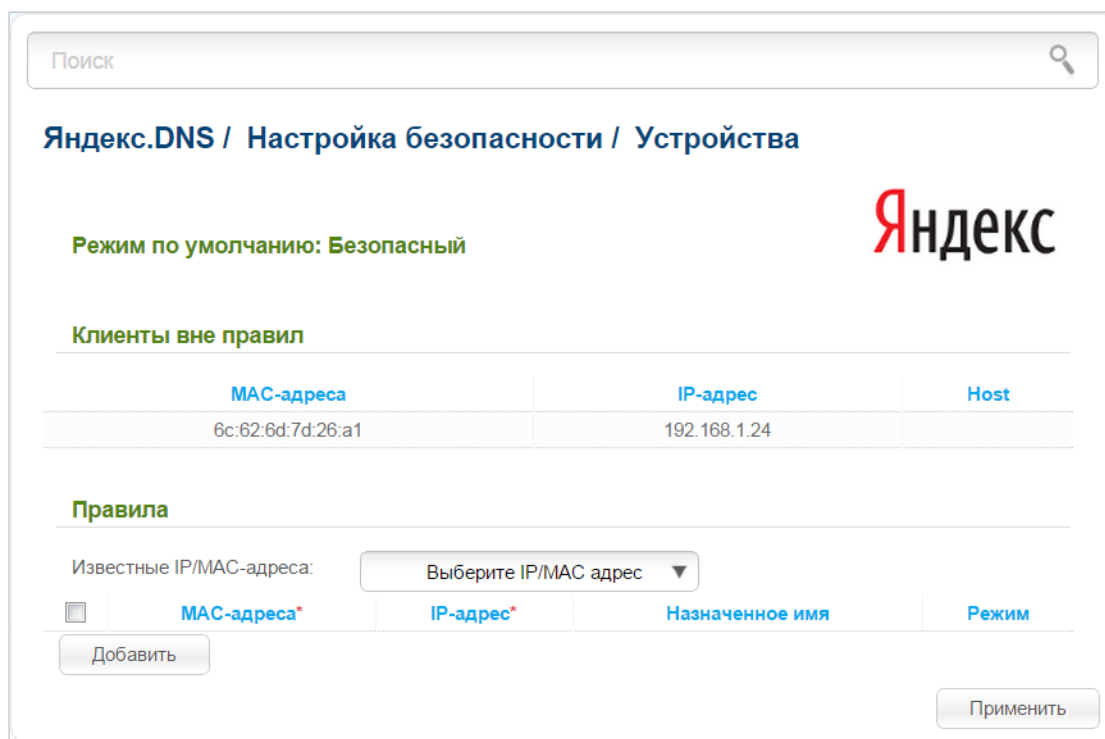 Поиск
Яндекс.DNS / Настройка безопасности / Устройства
Яндекс
Режим по умолчанию: Безопасный
Клиенты вне правил
MAC-адреса IP-адрес Host
6c:62:6d:7d:26:a1 192.168.1.24
Правила
Известные IP/MAC-адреса: Выберите IP/MAC адрес
MAC-адреса* IP-адрес* Назначенное имя Режим
Добавить
Применить